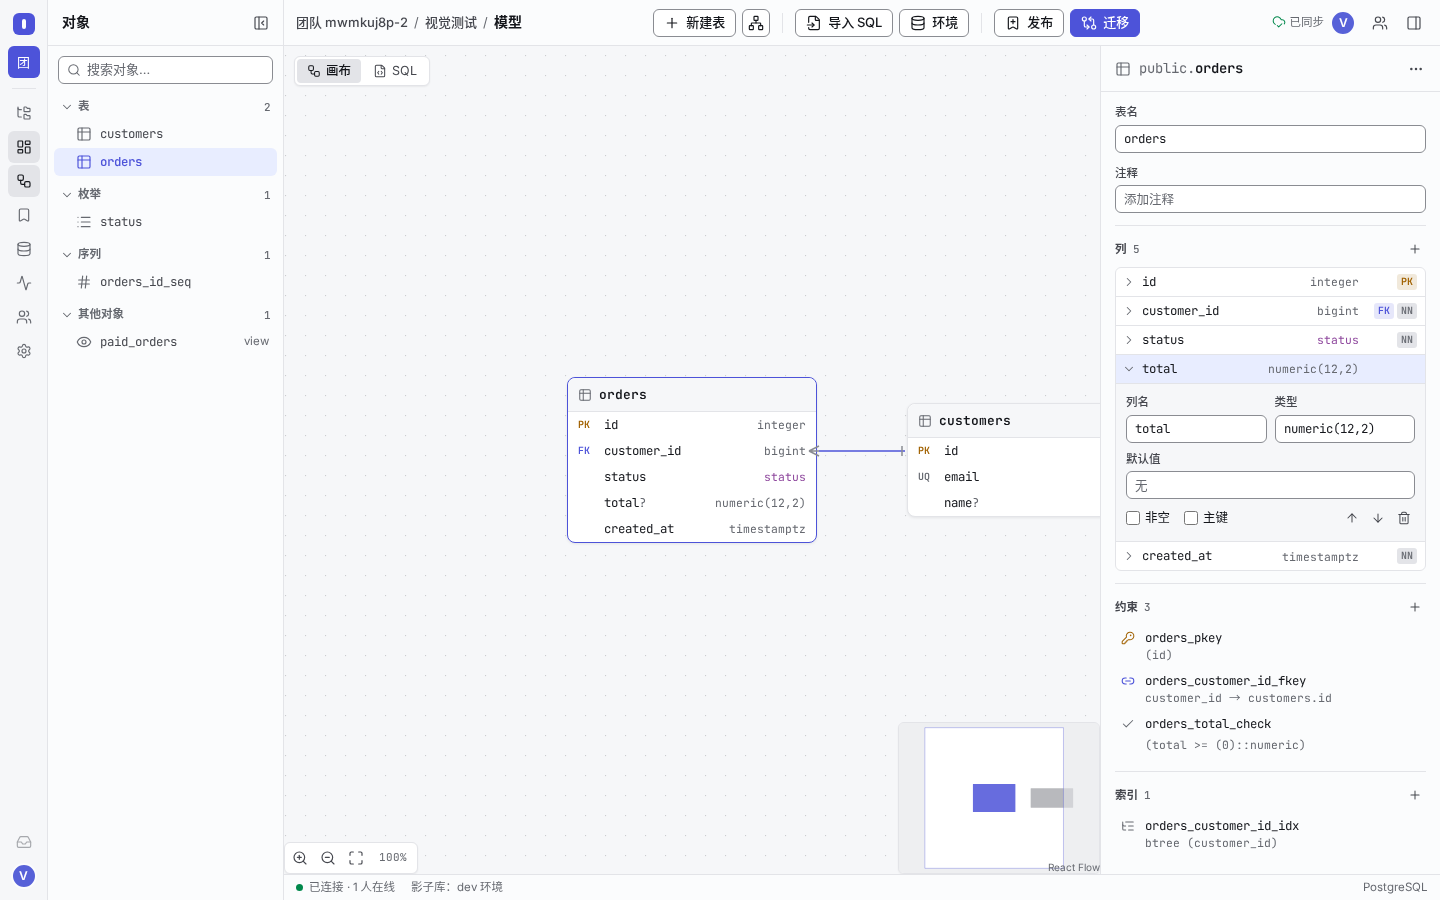 对象
团
搜索对象...
表 2
customers
orders
枚举 1
status
序列 1
orders_id_seq
其他对象 1
paid_orders view
V
团队 mwmkuj8p-2 / 视觉测试 / 模型
新建表
导入 SQL
环境
发布
迁移
已同步
V
画布
SQL
orders
PK id integer
FK customer_id bigint
status status
total? numeric(12,2)
created_at timestamptz
customers
PK id
UQ email
name?
100%
React Flow
已连接 · 1 人在线 影子库: dev 环境
PostgreSQL
public.orders
表名
orders
注释
添加注释
列 5
id integer PK
customer_id bigint FK NN
status status NN
total numeric(12,2)
列名 类型
total numeric(12,2)
默认值
无
非空 主键
created_at timestamptz NN
约束 3
orders_pkey
(id)
orders_customer_id_fkey
customer_id → customers.id
orders_total_check
(total >= (0)::numeric)
索引 1
orders_customer_id_idx
btree (customer_id)